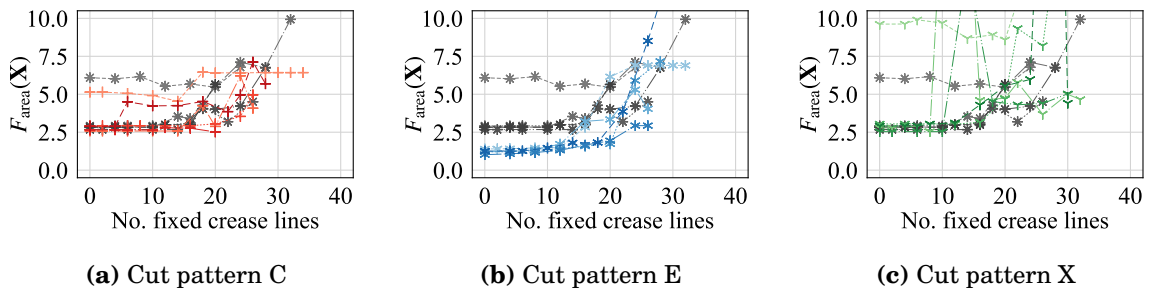 10.0
7.5
5.0
2.5
0.0
F_area(X)
0 10 20 30 40
No. fixed crease lines
(a) Cut pattern C
10.0
7.5
5.0
2.5
0.0
F_area(X)
0 10 20 30 40
No. fixed crease lines
(b) Cut pattern E
10.0
7.5
5.0
2.5
0.0
F_area(X)
0 10 20 30 40
No. fixed crease lines
(c) Cut pattern X